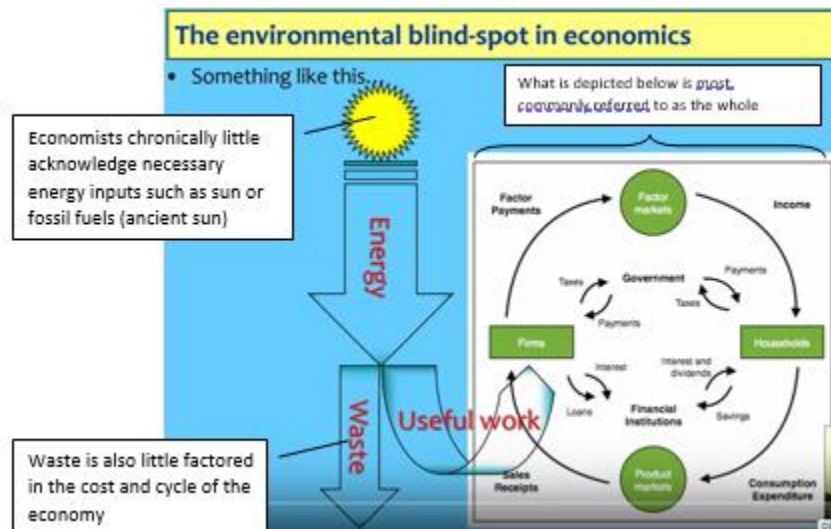 The environmental blind-spot in economics
• Something like this.
What is depicted below is most
commonly referred to as the whole
Economists chronically little
acknowledge necessary
energy inputs such as sun or
fossil fuels (ancient sun)
Energy
Waste
Useful work
Waste is also little factored
in the cost and cycle of the
economy
Factor
Payments
Factor
markets
Income
Taxes
Government
Payments
Taxes
Payments
Firms
Households
Interest
Interest and
dividends
Loans
Financial
Institutions
Savings
Sales
Receipts
Product
markets
Consumption
Expenditure